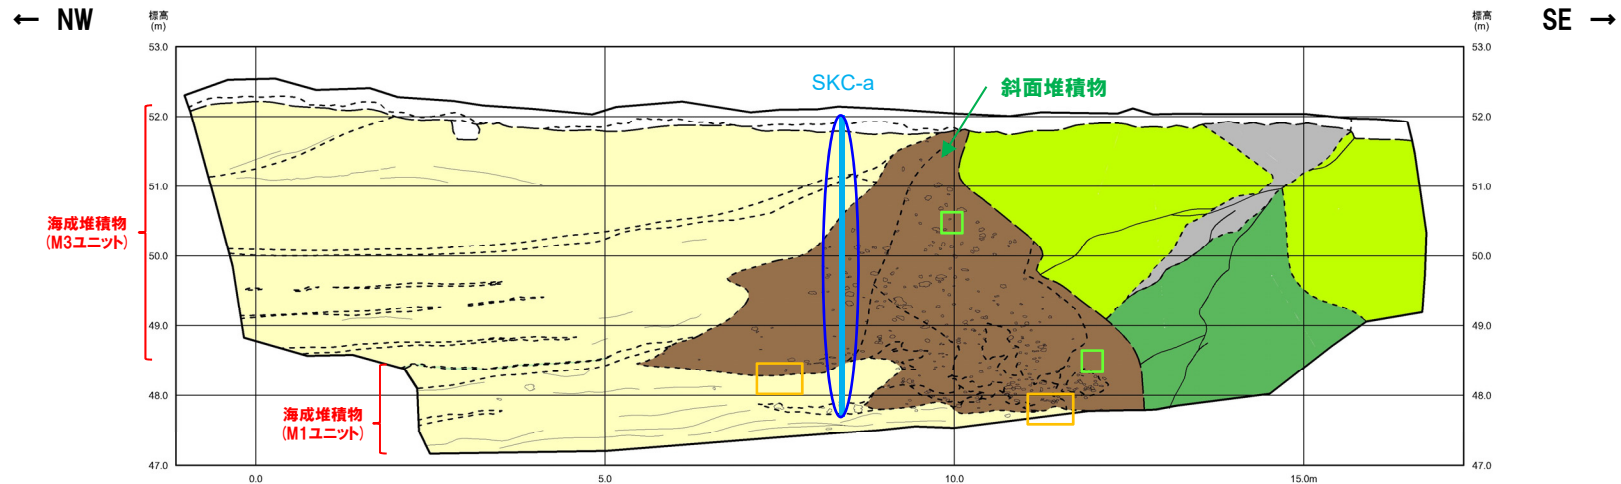 ← NW
標高
(m)
標高
(m)
SE →
53.0
53.0
SKC-a
斜面堆積物
52.0
52.0
51.0
51.0
海成堆積物
(M3ユニット)
50.0
50.0
49.0
49.0
48.0
48.0
海成堆積物
(M1ユニット)
47.0
47.0
0.0
5.0
10.0
15.0m